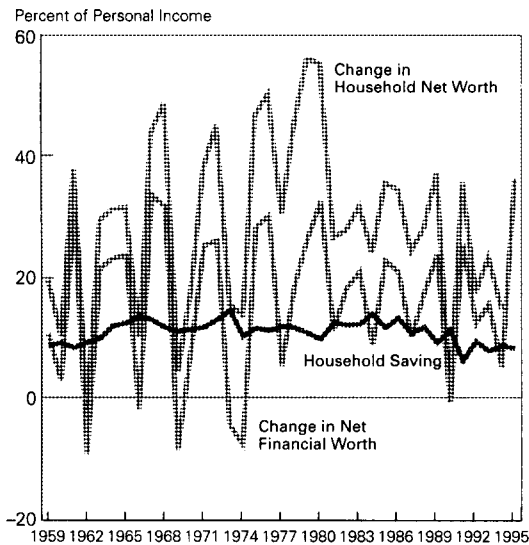 Percent of Personal Income
60
40
20
0
−20
Change in
Household Net Worth
Household Saving
Change in Net
Financial Worth
1959 1962 1965 1968 1971 1974 1977 1980 1983 1986 1989 1992 1995